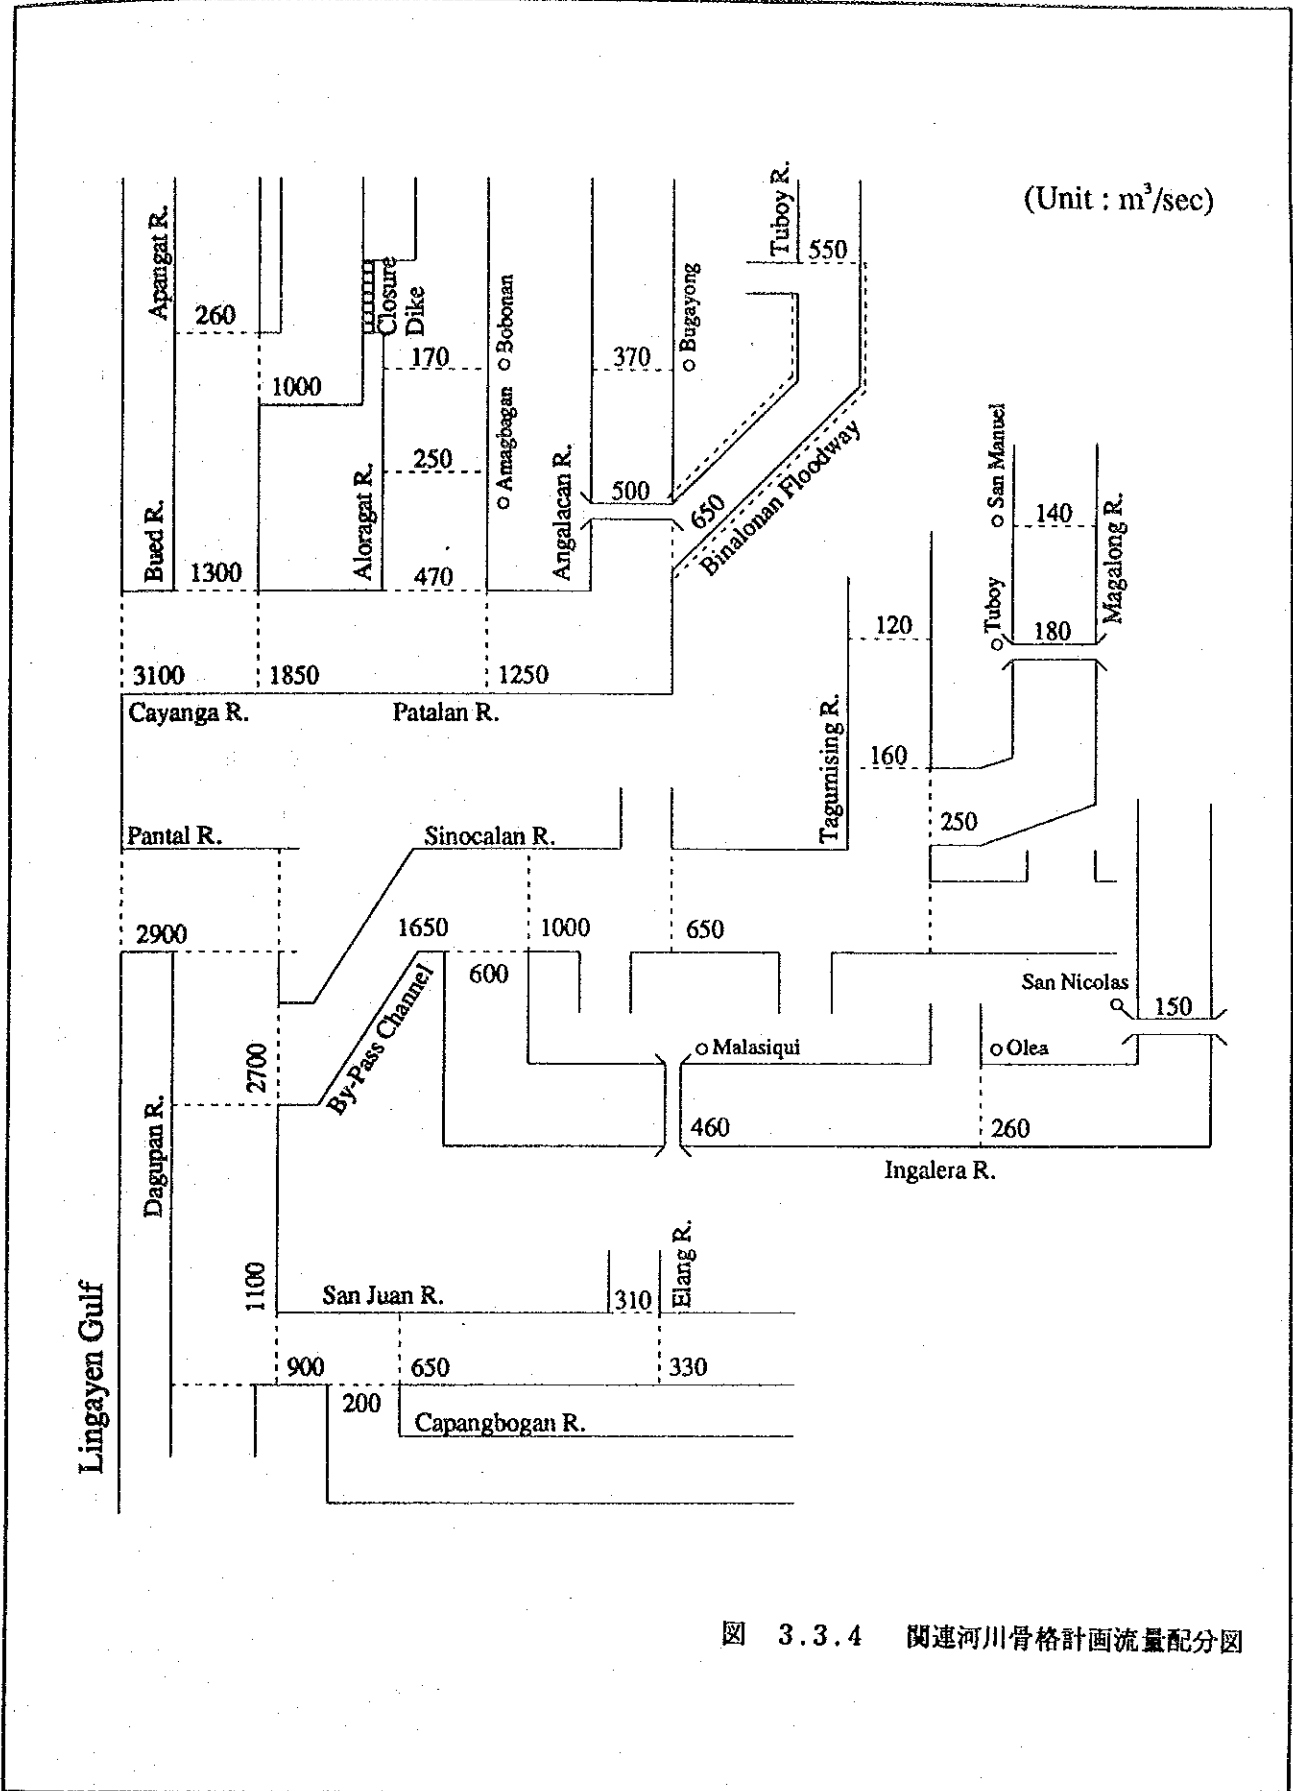 (Unit : m³/sec)
Apangat R.
260
Closure
Dike
Bobonan
Bugayong
Tuboy R.
550
170
370
1000
Amagbagan
250
500
650
Binalonan Floodway
San Manuel
140
Magalong R.
Bued R.
1300
Aloragat R.
470
Angalacan R.
120
Tuboy
180
3100
1850
1250
Cayanga R.
Patalan R.
Tagumising R.
160
250
Pantal R.
Sinocalan R.
2900
1650
1000
650
600
By-Pass Channel
San Nicolas
150
2700
Malasiqui
Olea
Dagupan R.
460
260
Ingalera R.
1100
San Juan R.
310
Elang R.
Lingayen Gulf
900
650
330
200
Capangbogan R.
図 3.3.4 関連河川骨格計画流量配分図